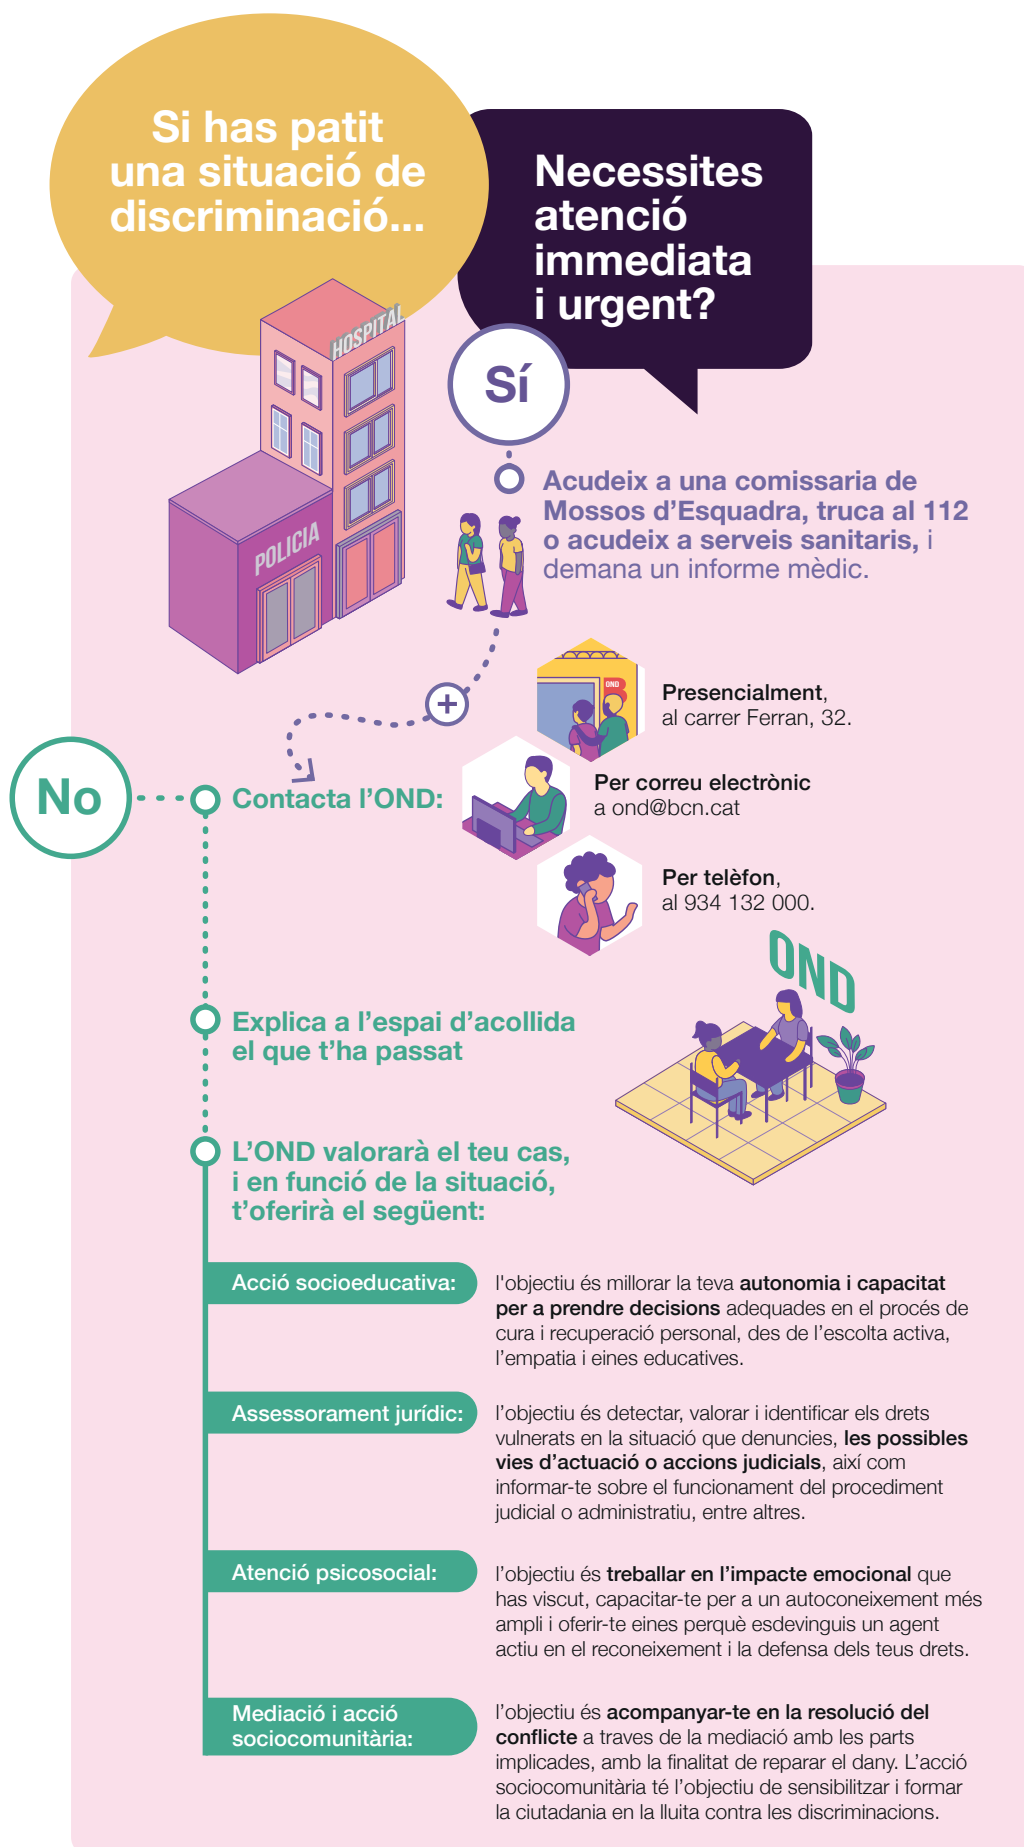 Si has patit
una situació de
discriminació...
Necessites
atenció
immediata
i urgent?
HOSPITAL
POLICIA
Sí
Acudeix a una comissaria de
Mossos d’Esquadra, truca al 112
o acudeix a serveis sanitaris, i
demana un informe mèdic.
+
OND
B
Presencialment,
al carrer Ferran, 32.
No
Contacta l’OND:
Per correu electrònic
a ond@bcn.cat
Per telèfon,
al 934 132 000.
OND
Explica a l’espai d’acollida
el que t’ha passat
L’OND valorarà el teu cas,
i en funció de la situació,
t’oferirà el següent:
Acció socioeducativa:
l'objectiu és millorar la teva autonomia i capacitat
per a prendre decisions adequades en el procés de
cura i recuperació personal, des de l’escolta activa,
l’empatia i eines educatives.
Assessorament jurídic:
l’objectiu és detectar, valorar i identificar els drets
vulnerats en la situació que denuncies, les possibles
vies d’actuació o accions judicials, així com
informar-te sobre el funcionament del procediment
judicial o administratiu, entre altres.
Atenció psicosocial:
l’objectiu és treballar en l’impacte emocional que
has viscut, capacitar-te per a un autoconeixement més
ampli i oferir-te eines perquè esdevinguis un agent
actiu en el reconeixement i la defensa dels teus drets.
Mediació i acció
sociocomunitària:
l’objectiu és acompanyar-te en la resolució del
conflicte a traves de la mediació amb les parts
implicades, amb la finalitat de reparar el dany. L’acció
sociocomunitària té l’objectiu de sensibilitzar i formar
la ciutadania en la lluita contra les discriminacions.